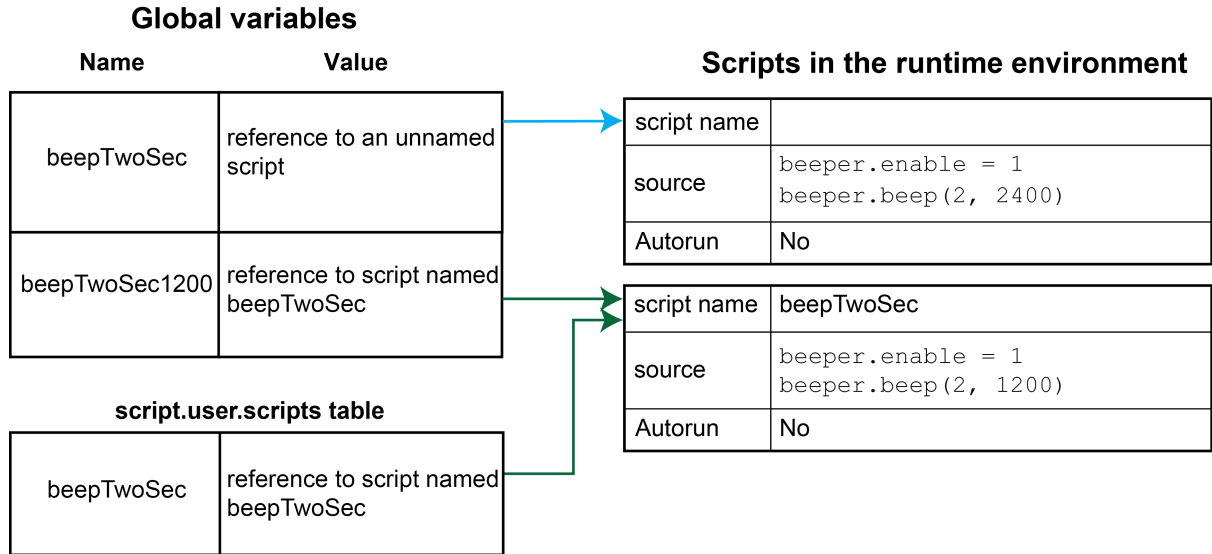 Global variables
Name Value
beepTwoSec
reference to an unnamed
script
beepTwoSec1200
reference to script named
beepTwoSec
script.user.scripts table
beepTwoSec
reference to script named
beepTwoSec
Scripts in the runtime environment
script name
source
beeper.enable = 1
beeper.beep(2, 2400)
Autorun No
script name beepTwoSec
source
beeper.enable = 1
beeper.beep(2, 1200)
Autorun No